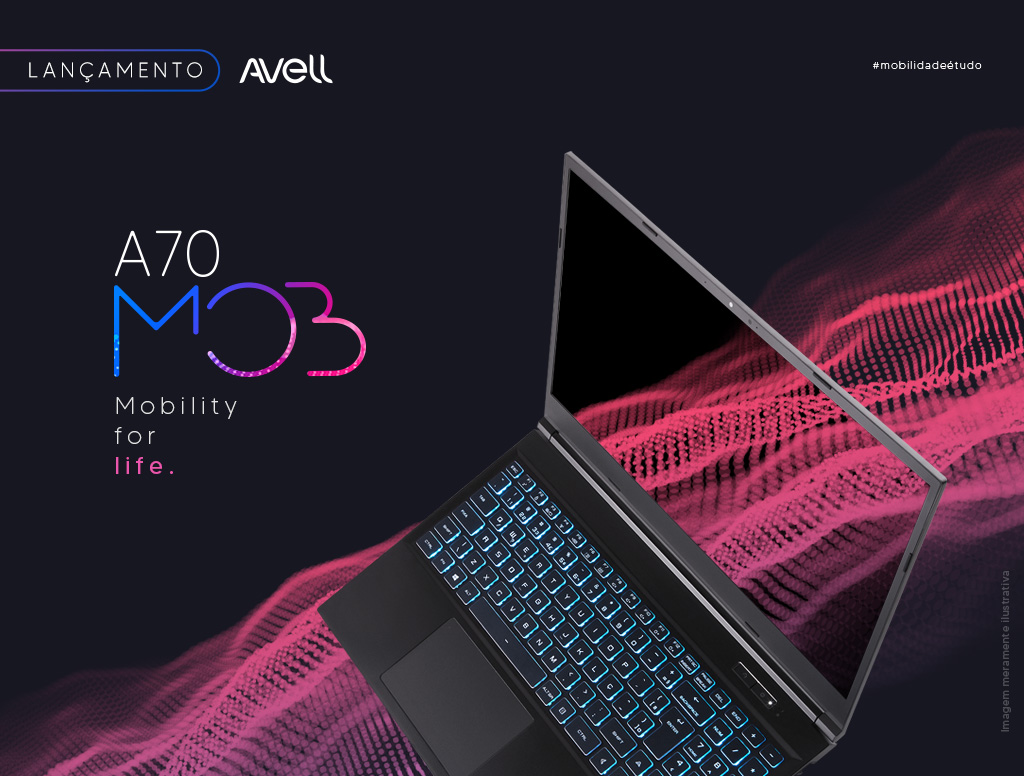 LANÇAMENTO
Avell
#mobilidadeétudo
A70
MOB
Mobility
for
life.
Imagem meramente ilustrativa